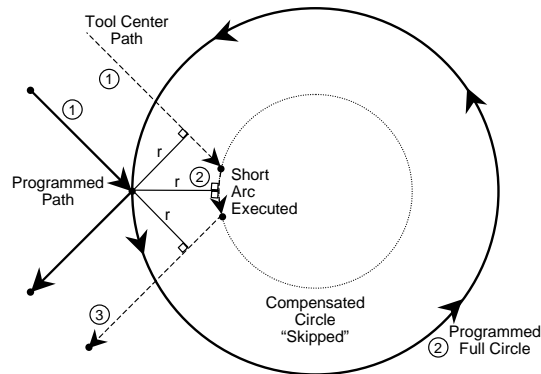 Tool Center
Path
①
①
r
Programmed
Path
r
②
Short
Arc
Executed
r
③
Compensated
Circle
“Skipped”
② Programmed
Full Circle